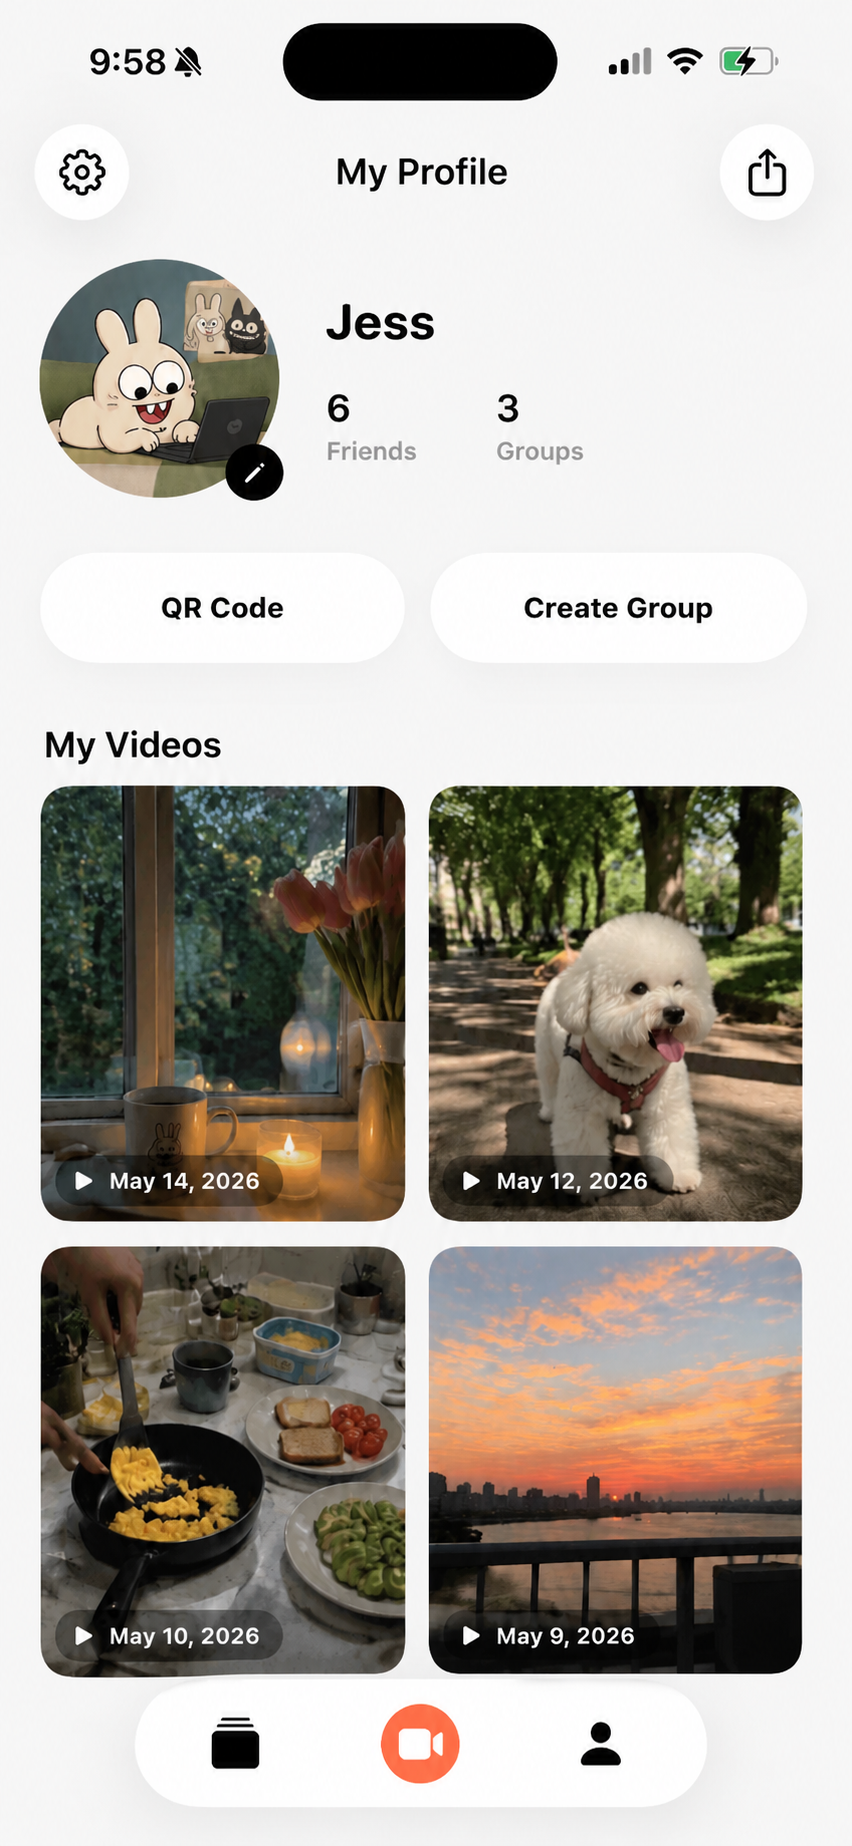 9:58
My Profile
Jess
6
Friends
3
Groups
QR Code
Create Group
My Videos
May 14, 2026
May 12, 2026
May 10, 2026
May 9, 2026